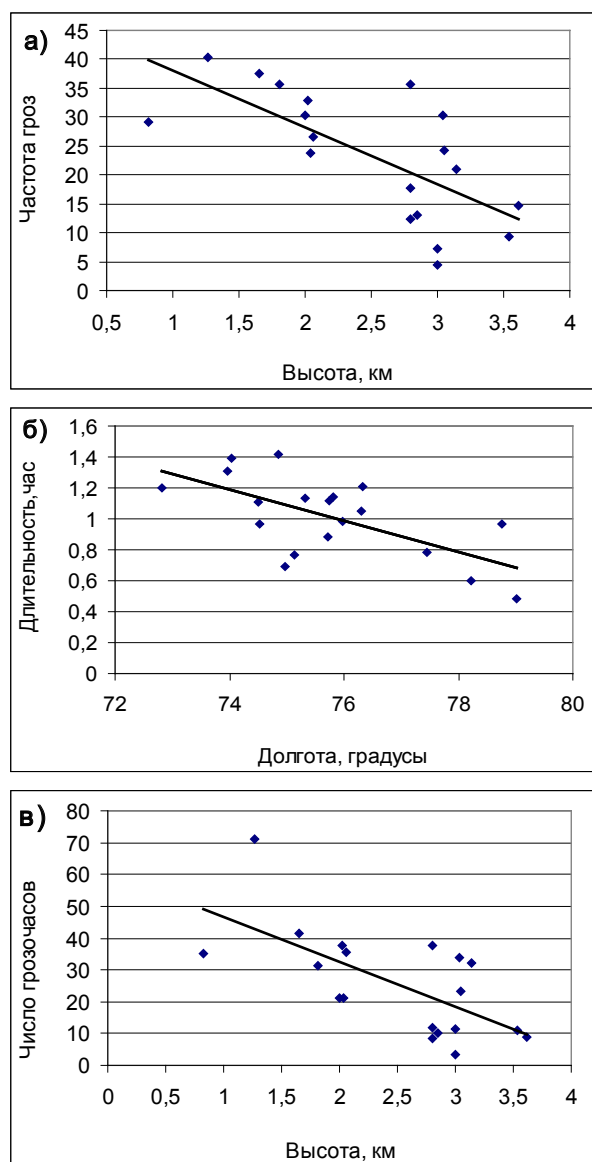 а)
Частота гроз
45
40
35
30
25
20
15
10
5
0
0,5 1 1,5 2 2,5 3 3,5 4
Высота, км
б)
Длительность,час
1,6
1,4
1,2
1
0,8
0,6
0,4
0,2
0
72 74 76 78 80
Долгота, градусы
в)
Число грозочасов
80
70
60
50
40
30
20
10
0
0 0,5 1 1,5 2 2,5 3 3,5 4
Высота, км